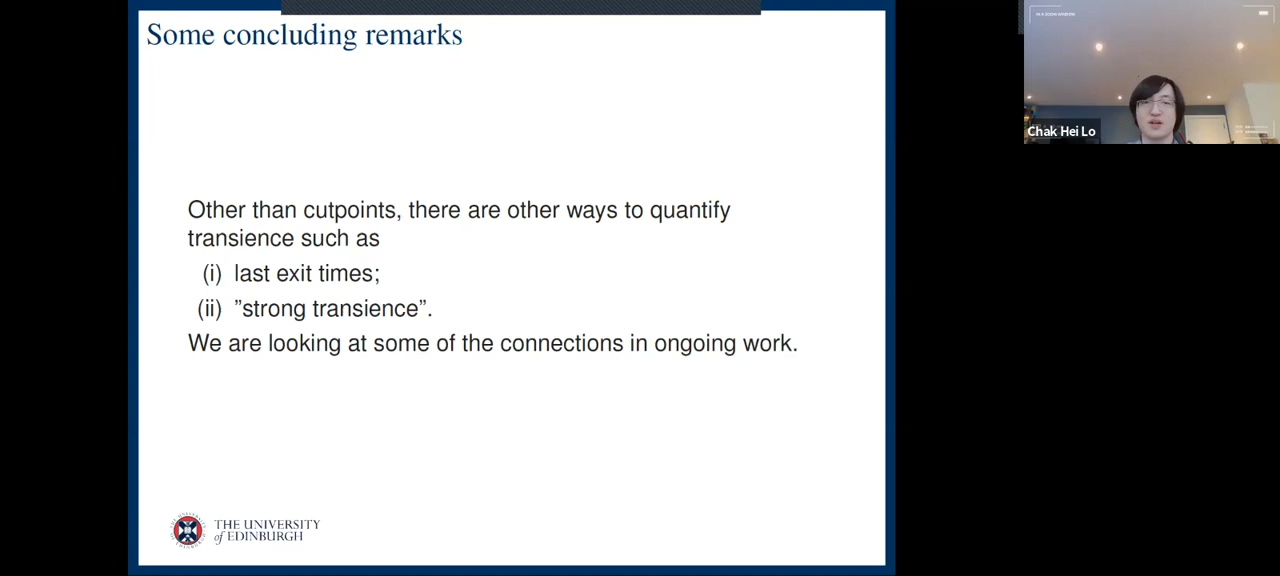 Some concluding remarks
Other than cutpoints, there are other ways to quantify
transience such as
(i) last exit times;
(ii) ”strong transience”.
We are looking at some of the connections in ongoing work.
THE UNIVERSITY
of EDINBURGH
Chak Hei Lo